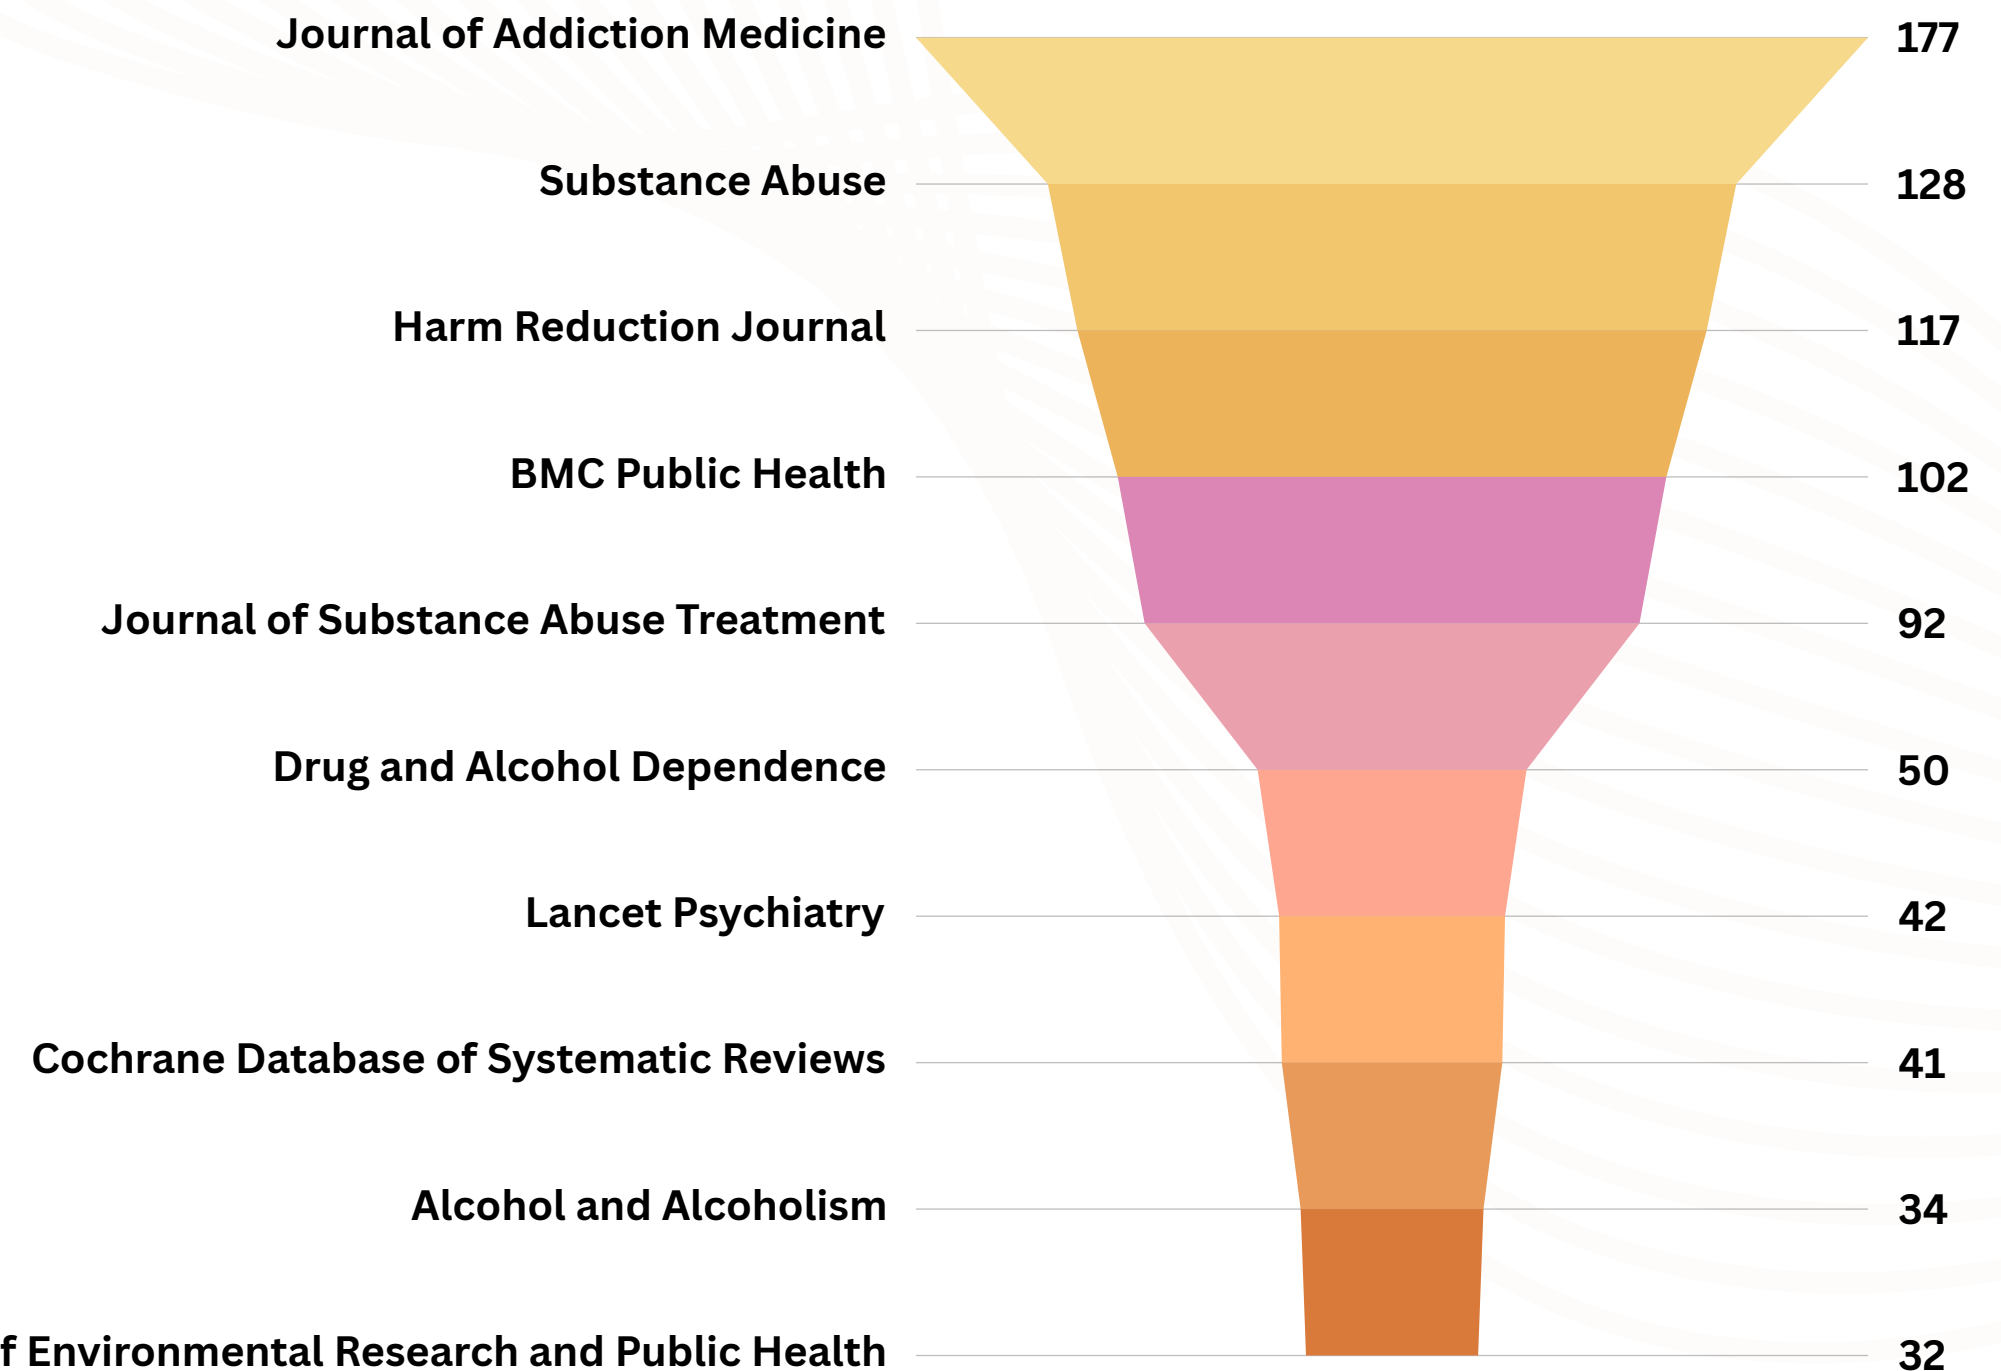 Journal of Addiction Medicine 177
Substance Abuse 128
Harm Reduction Journal 117
BMC Public Health 102
Journal of Substance Abuse Treatment 92
Drug and Alcohol Dependence 50
Lancet Psychiatry 42
Cochrane Database of Systematic Reviews 41
Alcohol and Alcoholism 34
f Environmental Research and Public Health 32